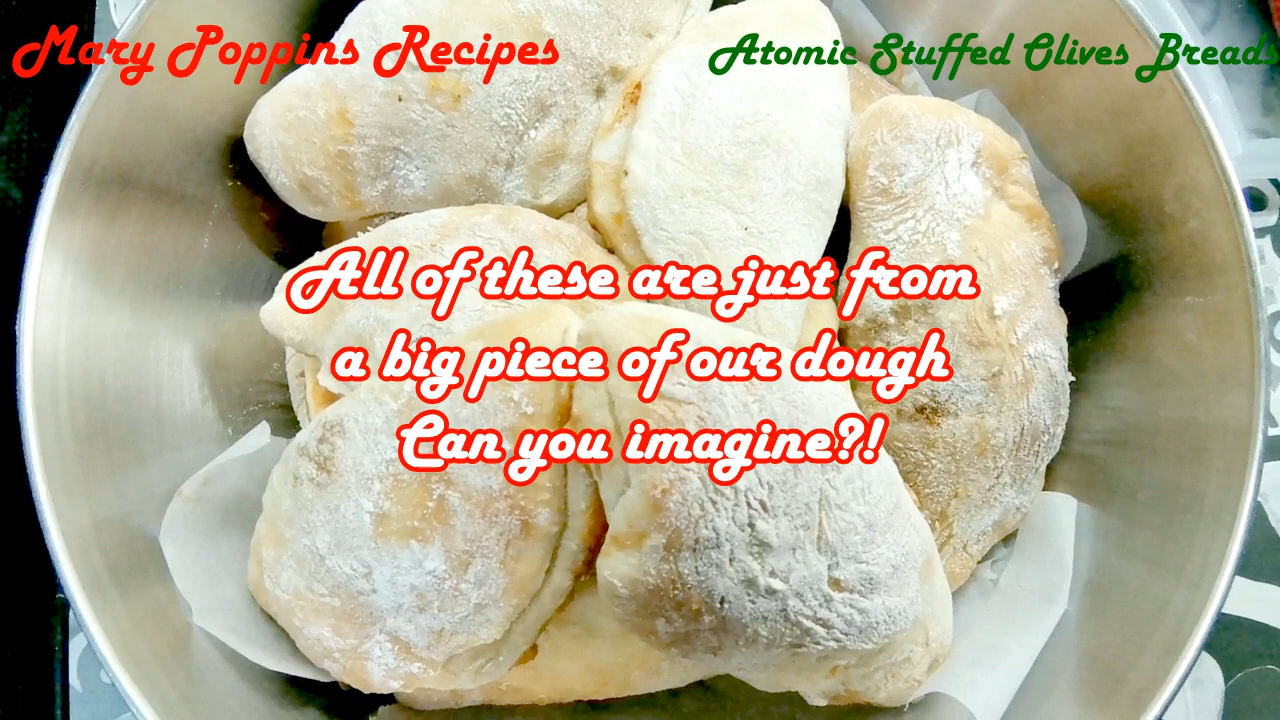 Mary Poppins Recipes
Atomic Stuffed Olives Breads
All of these are just from
a big piece of our dough
Can you imagine?!